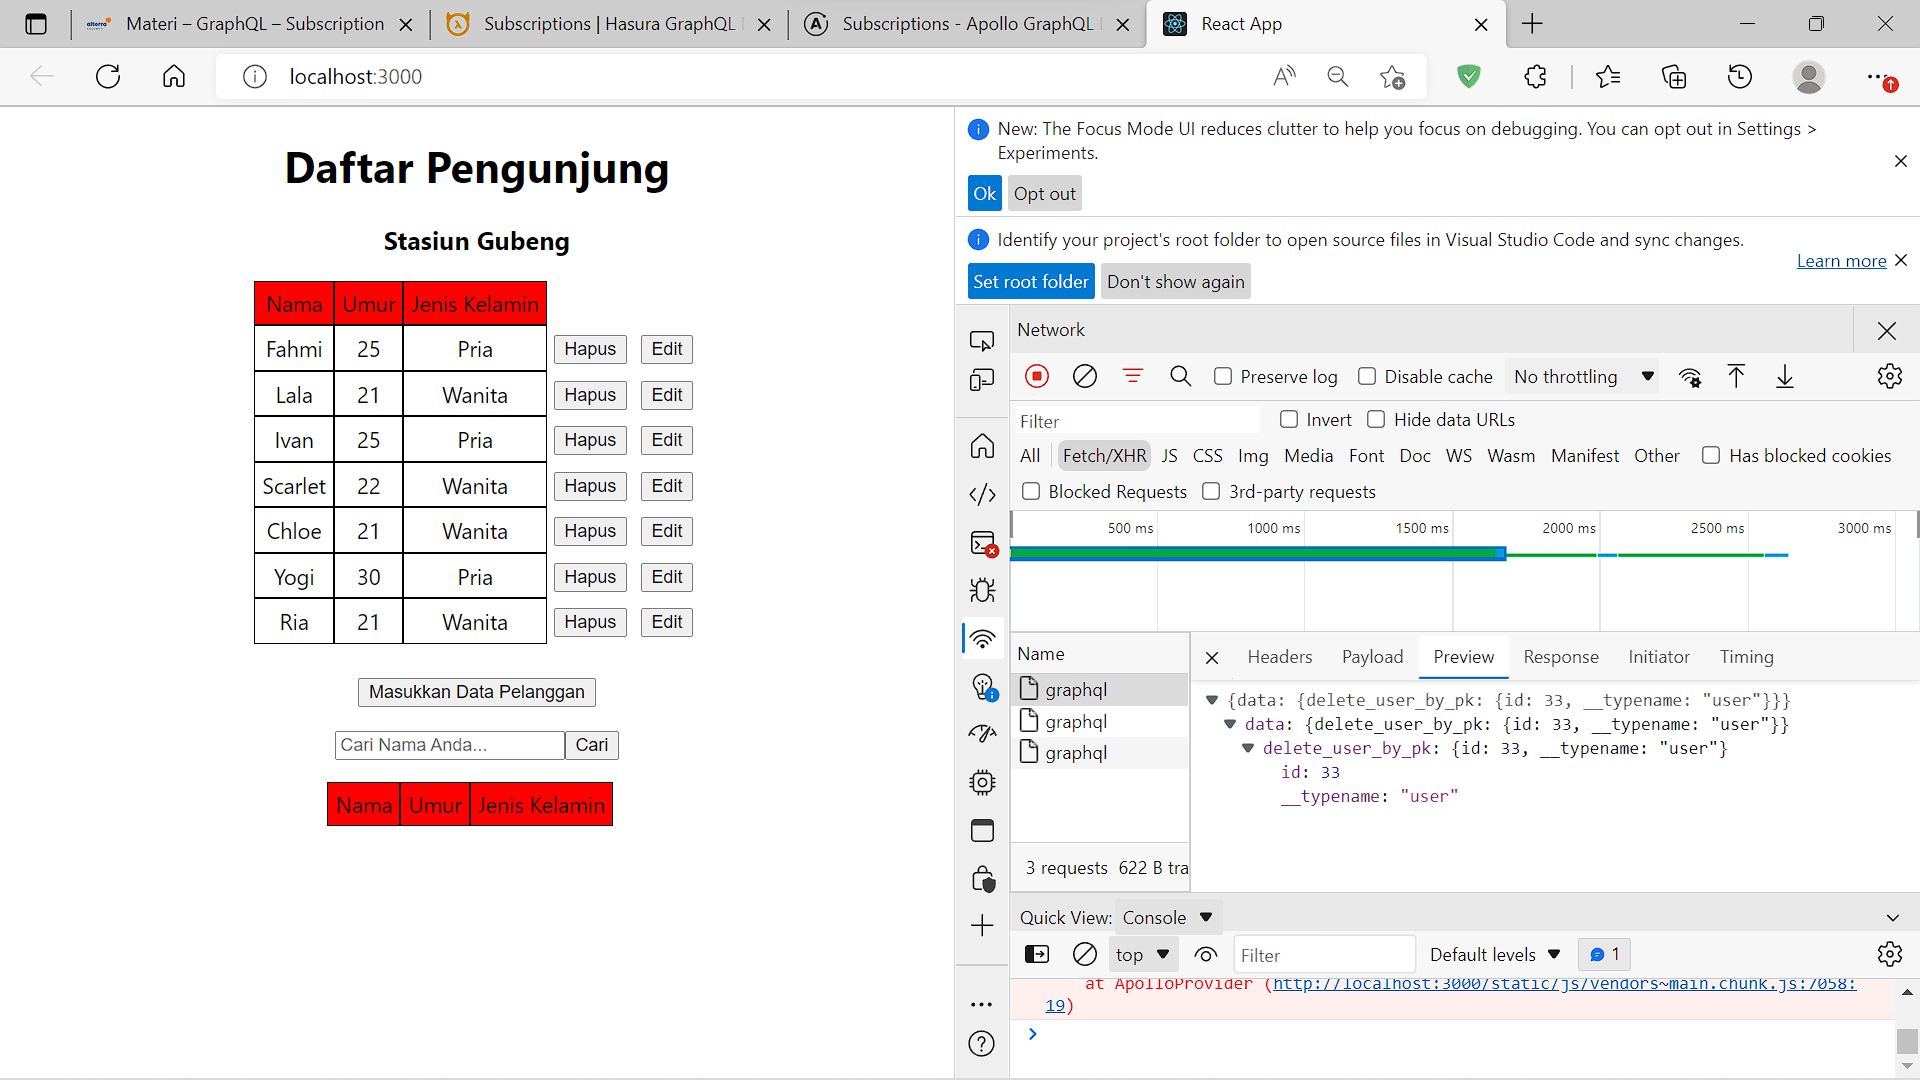 Materi – GraphQL – Subscription
Subscriptions | Hasura GraphQL
Subscriptions - Apollo GraphQL
React App
localhost:3000
Daftar Pengunjung
Stasiun Gubeng
Nama Umur Jenis Kelamin
Fahmi 25 Pria Hapus Edit
Lala 21 Wanita Hapus Edit
Ivan 25 Pria Hapus Edit
Scarlet 22 Wanita Hapus Edit
Chloe 21 Wanita Hapus Edit
Yogi 30 Pria Hapus Edit
Ria 21 Wanita Hapus Edit
Masukkan Data Pelanggan
Cari Nama Anda... Cari
Nama Umur Jenis Kelamin
New: The Focus Mode UI reduces clutter to help you focus on debugging. You can opt out in Settings >
Experiments.
Ok Opt out
Identify your project's root folder to open source files in Visual Studio Code and sync changes.
Learn more
Set root folder Don't show again
Network
Preserve log Disable cache No throttling
Filter Invert Hide data URLs
All Fetch/XHR JS CSS Img Media Font Doc WS Wasm Manifest Other Has blocked cookies
Blocked Requests 3rd-party requests
500 ms 1000 ms 1500 ms 2000 ms 2500 ms 3000 ms
Name
graphql
graphql
graphql
3 requests 622 B tra
Headers Payload Preview Response Initiator Timing
{data: {delete_user_by_pk: {id: 33, __typename: "user"}}}
data: {delete_user_by_pk: {id: 33, __typename: "user"}}
delete_user_by_pk: {id: 33, __typename: "user"}
id: 33
__typename: "user"
Quick View: Console
top Filter Default levels 1
at ApolloProvider (http://localhost:3000/static/js/vendors~main.chunk.js:7058:
19)